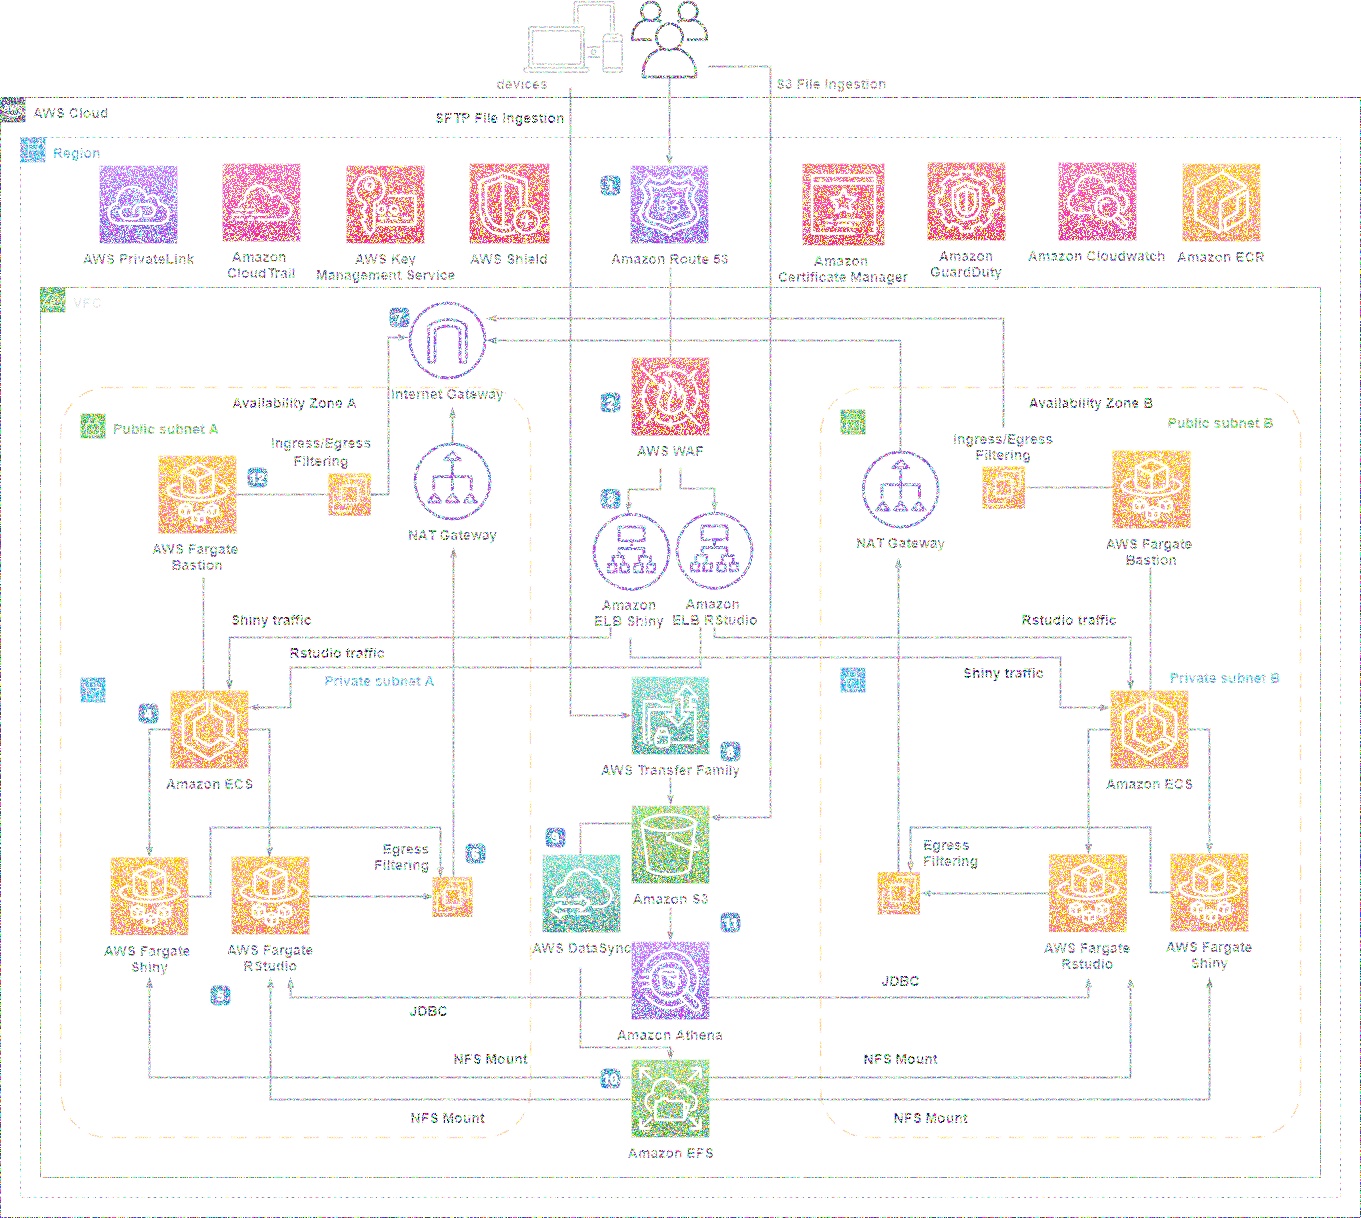 devices
S3 File Ingestion
AWS Cloud
SFTP File Ingestion
Region
1
53
AWS PrivateLink
Amazon
CloudTrail
AWS Key
Management Service
AWS Shield
Amazon Route 53
Amazon
Certificate Manager
Amazon
GuardDuty
Amazon Cloudwatch
Amazon ECR
VPC
7
Internet Gateway
Availability Zone A
Availability Zone B
2
Public subnet A
Public subnet B
Ingress/Egress
Filtering
Ingress/Egress
Filtering
AWS WAF
12
NAT Gateway
NAT Gateway
AWS Fargate
Bastion
AWS Fargate
Bastion
Amazon
ELB Shiny
Amazon
ELB RStudio
Shiny traffic
Rstudio traffic
Rstudio traffic
Shiny traffic
Private subnet A
Private subnet B
4
8
Amazon ECS
AWS Transfer Family
Amazon ECS
9
Egress
Filtering
6
Egress
Filtering
Amazon S3
11
AWS Fargate
Shiny
AWS Fargate
RStudio
AWS DataSync
AWS Fargate
Rstudio
AWS Fargate
Shiny
5
JDBC
JDBC
Amazon Athena
NFS Mount
NFS Mount
10
NFS Mount
NFS Mount
Amazon EFS